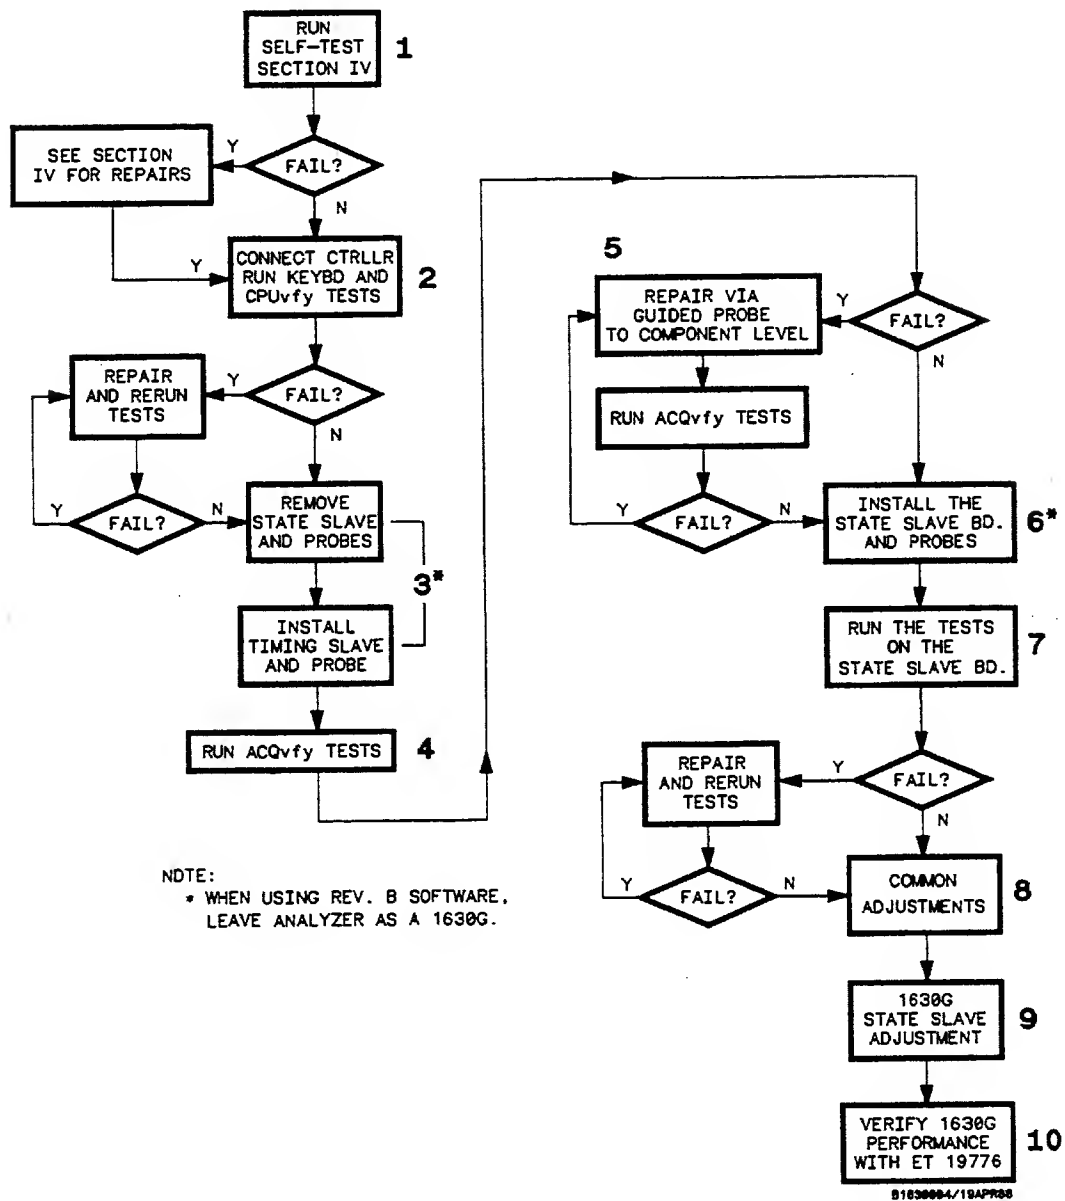 RUN
SELF-TEST
SECTION IV
1
FAIL?
Y
N
SEE SECTION
IV FOR REPAIRS
Y
CONNECT CTRLLR
RUN KEYBD AND
CPUvfy TESTS
2
FAIL?
Y
N
REPAIR
AND RERUN
TESTS
FAIL?
Y
N
REMOVE
STATE SLAVE
AND PROBES
3*
INSTALL
TIMING SLAVE
AND PROBE
RUN ACQvfy TESTS
4
NOTE:
* WHEN USING REV. B SOFTWARE,
LEAVE ANALYZER AS A 1630G.
FAIL?
Y
N
5
REPAIR VIA
GUIDED PROBE
TO COMPONENT LEVEL
RUN ACQvfy TESTS
FAIL?
Y
N
INSTALL THE
STATE SLAVE BD.
AND PROBES
6*
RUN THE TESTS
ON THE
STATE SLAVE BD.
7
FAIL?
Y
N
REPAIR
AND RERUN
TESTS
FAIL?
Y
N
COMMON
ADJUSTMENTS
8
1630G
STATE SLAVE
ADJUSTMENT
9
VERIFY 1630G
PERFORMANCE
WITH ET 19776
10